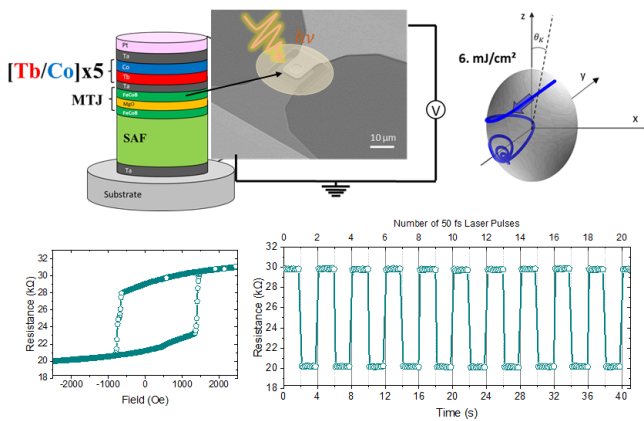 Pt
Ta
Co
Tb
Ta
FeCoB
MgO
FeCoB
SAF
Ta
Substrate
[Tb/Co]x5
MTJ
hν
10 µm
V
6. mJ/cm²
z
θK
y
x
Resistance (kΩ)
32
30
28
26
24
22
20
18
-2000 -1000 0 1000 2000
Field (Oe)
Number of 50 fs Laser Pulses
0 2 4 6 8 10 12 14 16 18 20
Resistance (kΩ)
32
30
28
26
24
22
20
18
0 4 8 12 16 20 24 28 32 36 40
Time (s)